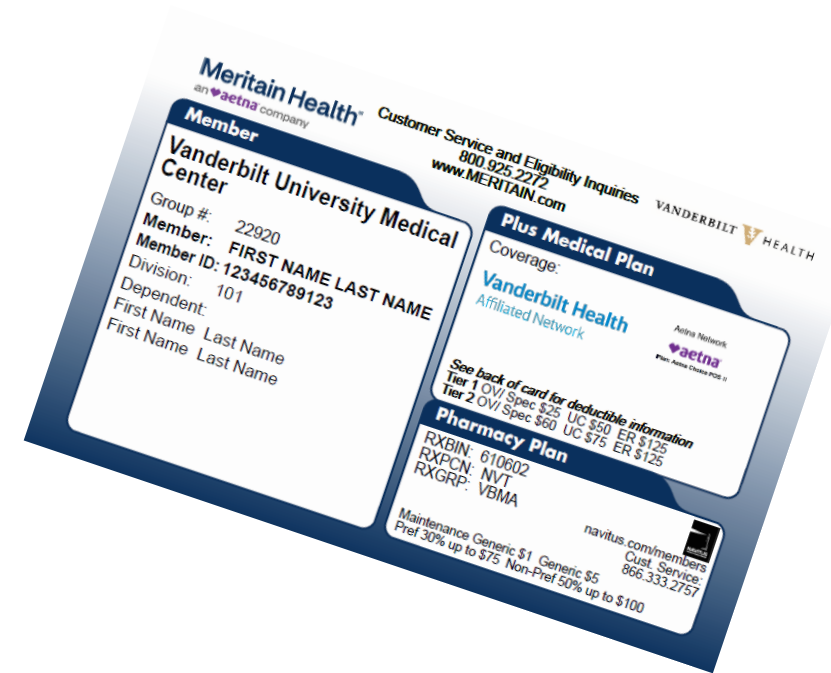 Meritain Health®
an aetna company
Customer Service and Eligibility Inquiries
800.925.2272
www.MERITAIN.com
VANDERBILT HEALTH
Member
Vanderbilt University Medical
Center
Group #: 22920
Member: FIRST NAME LAST NAME
Member ID: 123456789123
Division: 101
Dependent:
First Name Last Name
First Name Last Name
Plus Medical Plan
Coverage:
Vanderbilt Health
Affiliated Network
Aetna Network
aetna
Plan: Aetna Choice POS II
See back of card for deductible information
Tier 1 OV/ Spec $25 UC $50 ER $125
Tier 2 OV/ Spec $60 UC $75 ER $125
Pharmacy Plan
RXBIN: 610602
RXPCN: NVT
RXGRP: VBMA
NAVITUS
navitus.com/members
Cust. Service:
866.333.2757
Maintenance Generic $1 Generic $5
Pref 30% up to $75 Non-Pref 50% up to $100